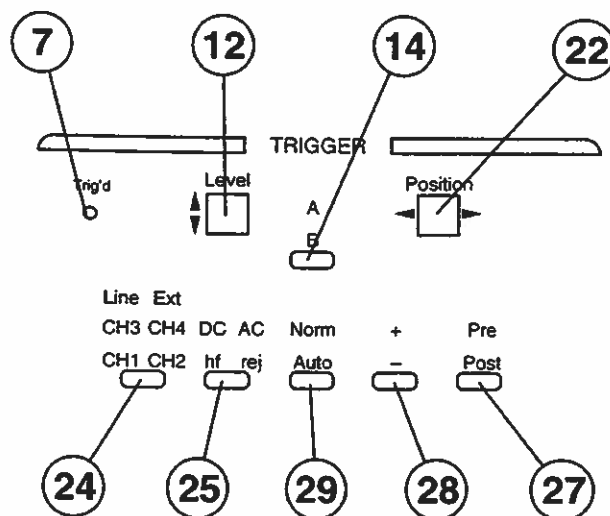 7 12 14 22
TRIGGER
Trig'd Level Position
A
B
Line Ext
CH3 CH4 DC AC Norm + Pre
CH1 CH2 hf rej Auto – Post
24 25 29 28 27